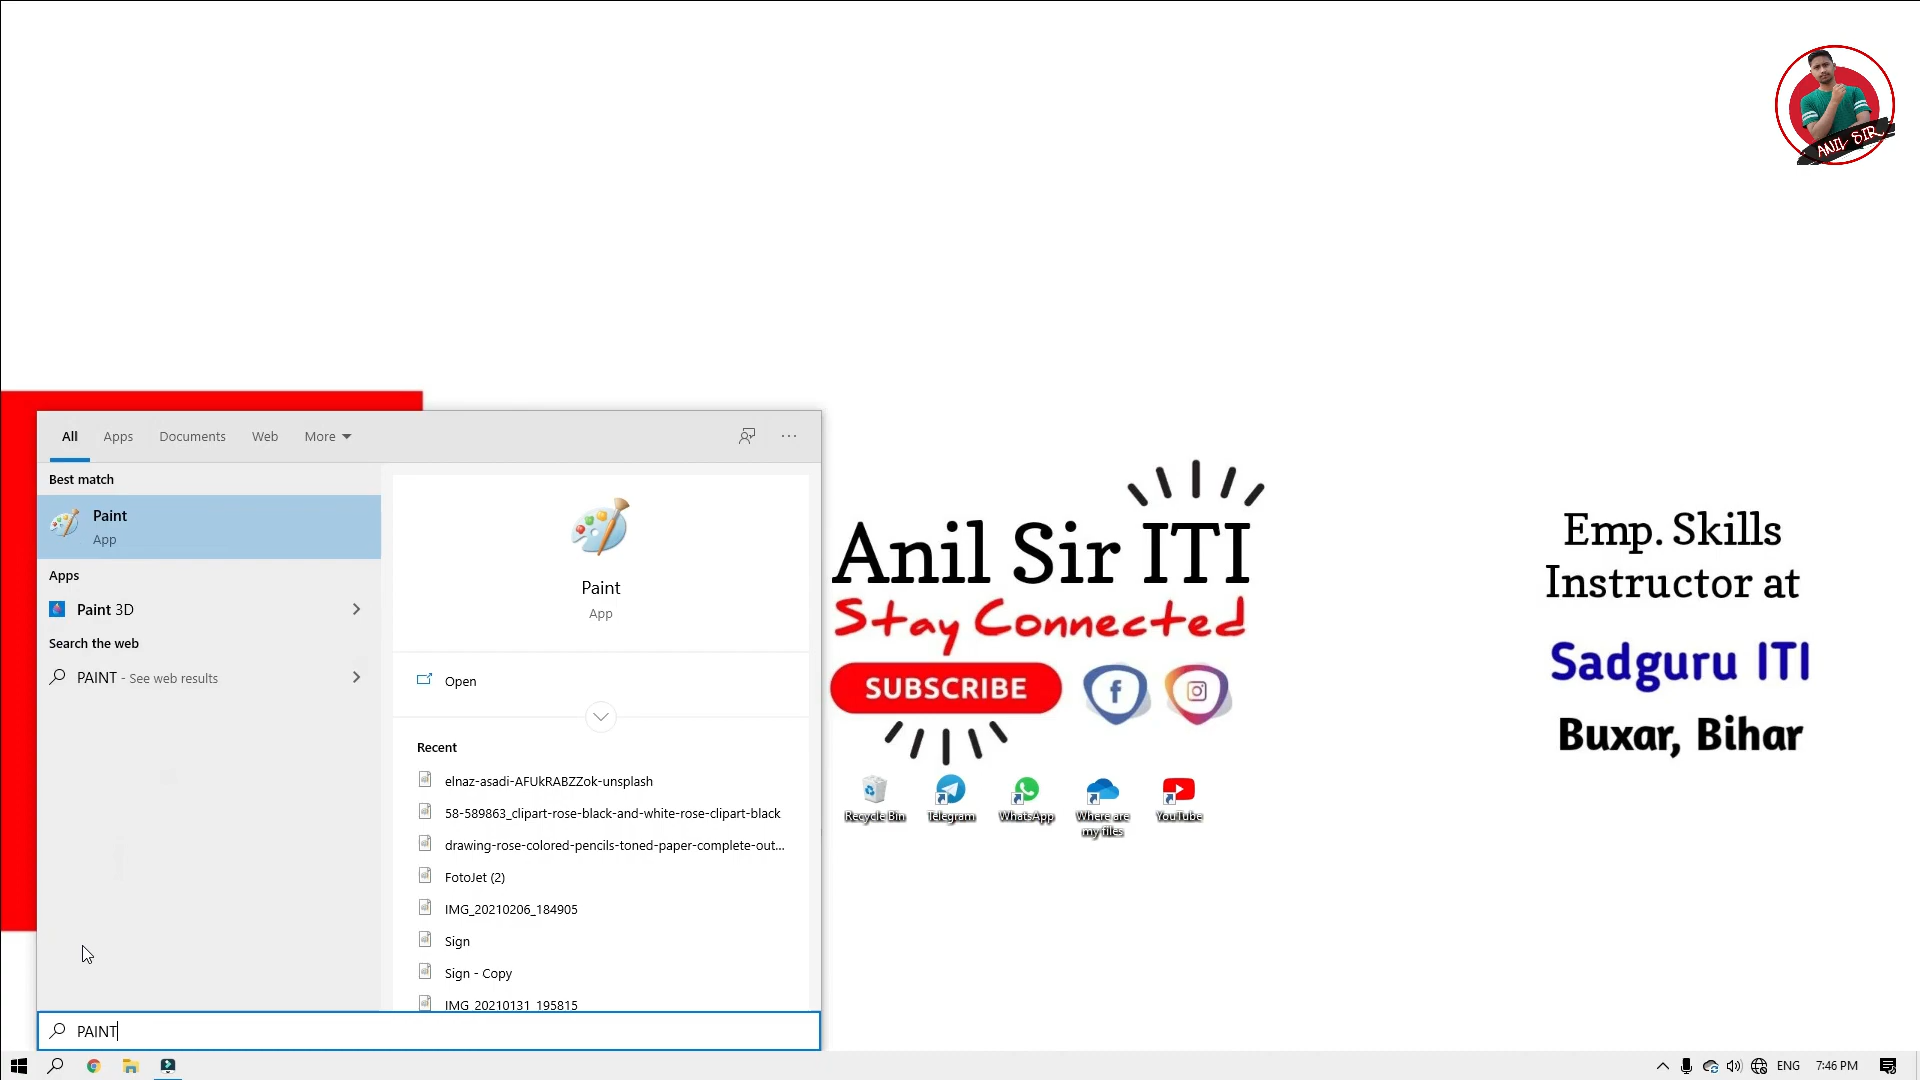 ANIL SIR
All Apps Documents Web More
Best match
Paint
App
Apps
Paint 3D
Search the web
PAINT - See web results
Paint
App
Open
Recent
elnaz-asadi-AFUkRABZZok-unsplash
58-589863_clipart-rose-black-and-white-rose-clipart-black
drawing-rose-colored-pencils-toned-paper-complete-out...
FotoJet (2)
IMG_20210206_184905
Sign
Sign - Copy
IMG_20210131_195815
PAINT
Anil Sir ITI
Stay Connected
SUBSCRIBE
Recycle Bin
Telegram
WhatsApp
Where are
my files
YouTube
Emp. Skills
Instructor at
Sadguru ITI
Buxar, Bihar
ENG 7:46 PM